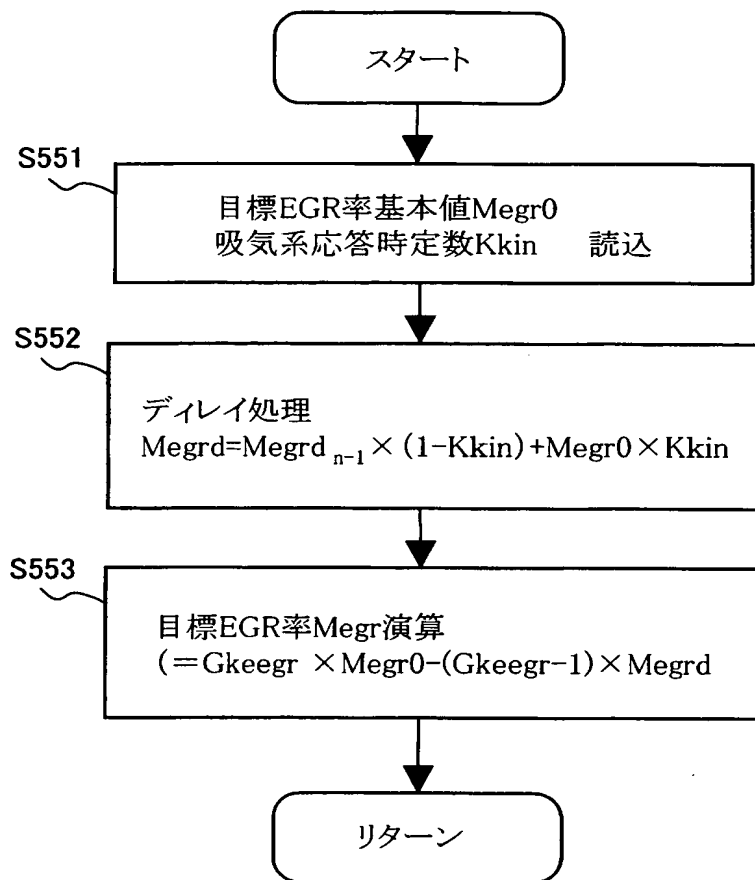 スタート
S551
目標EGR率基本値Megr0
吸気系応答時定数Kkin 読込
S552
ディレイ処理
Megrd=Megrd n-1 × (1-Kkin)+Megr0×Kkin
S553
目標EGR率Megr演算
(=Gkeegr ×Megr0-(Gkeegr-1)×Megrd
リターン